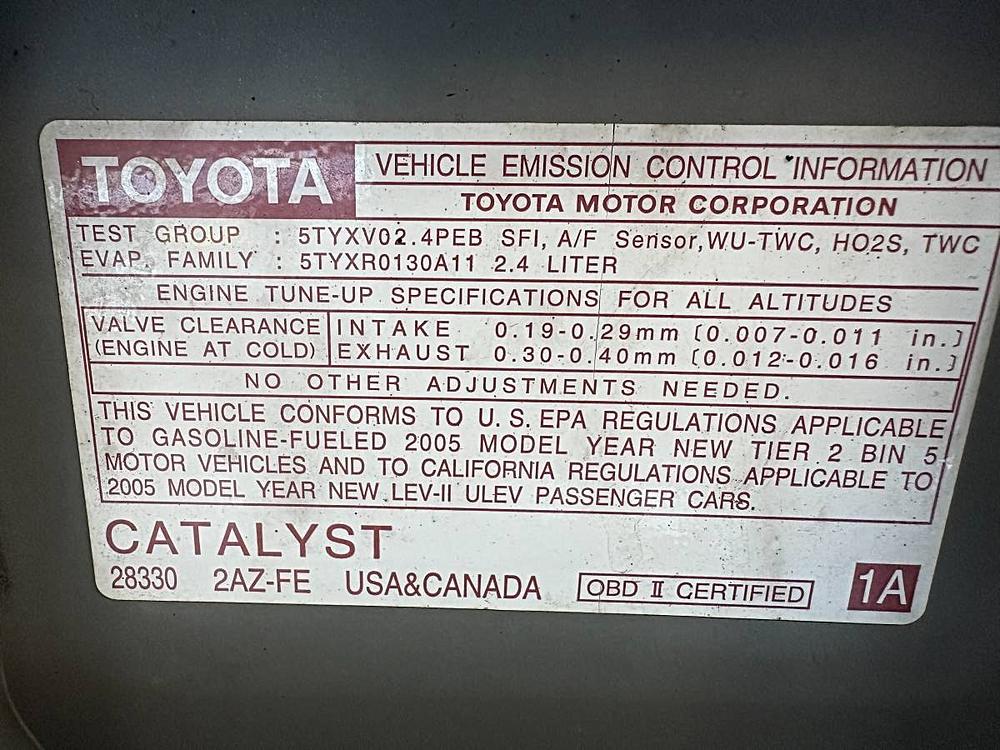 TOYOTA VEHICLE EMISSION CONTROL INFORMATION
TOYOTA MOTOR CORPORATION
TEST GROUP : 5TYXV02.4PEB SFI, A/F Sensor,WU-TWC, HO2S, TWC
EVAP. FAMILY : 5TYXR0130A11 2.4 LITER
ENGINE TUNE-UP SPECIFICATIONS FOR ALL ALTITUDES
VALVE CLEARANCE INTAKE 0.19-0.29mm (0.007-0.011 in.)
(ENGINE AT COLD) EXHAUST 0.30-0.40mm (0.012-0.016 in.)
NO OTHER ADJUSTMENTS NEEDED.
THIS VEHICLE CONFORMS TO U.S.EPA REGULATIONS APPLICABLE
TO GASOLINE-FUELED 2005 MODEL YEAR NEW TIER 2 BIN 5
MOTOR VEHICLES AND TO CALIFORNIA REGULATIONS APPLICABLE TO
2005 MODEL YEAR NEW LEV-II ULEV PASSENGER CARS.
CATALYST
28330 2AZ-FE USA&CANADA OBD II CERTIFIED 1A